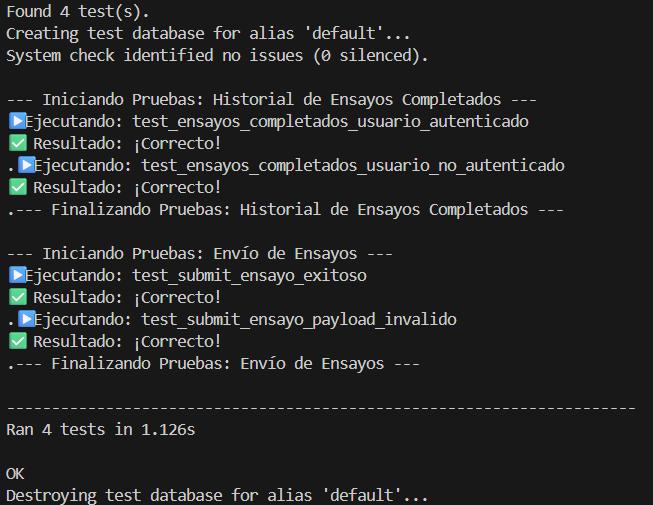 Found 4 test(s).
Creating test database for alias 'default'...
System check identified no issues (0 silenced).
--- Iniciando Pruebas: Historial de Ensayos Completados ---
▶️Ejecutando: test_ensayos_completados_usuario_autenticado
✅ Resultado: ¡Correcto!
.▶️Ejecutando: test_ensayos_completados_usuario_no_autenticado
✅ Resultado: ¡Correcto!
.--- Finalizando Pruebas: Historial de Ensayos Completados ---
--- Iniciando Pruebas: Envío de Ensayos ---
▶️Ejecutando: test_submit_ensayo_exitoso
✅ Resultado: ¡Correcto!
.▶️Ejecutando: test_submit_ensayo_payload_invalido
✅ Resultado: ¡Correcto!
.--- Finalizando Pruebas: Envío de Ensayos ---
----------------------------------------------------------------------
Ran 4 tests in 1.126s
OK
Destroying test database for alias 'default'...